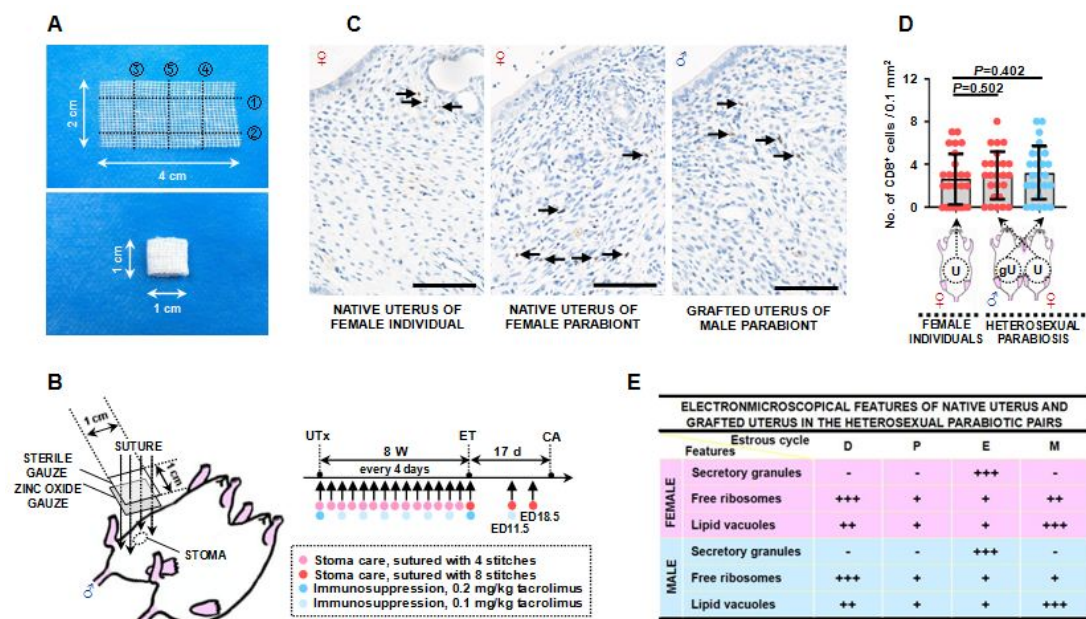 A
③ ⑤ ④
①
②
2 cm
4 cm
1 cm
1 cm
C
♀ ♀ ♂
NATIVE UTERUS OF
FEMALE INDIVIDUAL
NATIVE UTERUS OF
FEMALE PARABIONT
GRAFTED UTERUS OF
MALE PARABIONT
D
No. of CD8⁺ cells / 0.1 mm²
P=0.402
P=0.502
12
8
4
0
U gU U
♀ ♂ ♀
FEMALE
INDIVIDUALS
HETEROSEXUAL
PARABIOSIS
B
1 cm
SUTURE
STERILE
GAUZE
ZINC OXIDE
GAUZE
1 cm
STOMA
♂
UTx ET CA
8 W 17 d
every 4 days
ED18.5
ED11.5
Stoma care, sutured with 4 stitches
Stoma care, sutured with 8 stitches
Immunosuppression, 0.2 mg/kg tacrolimus
Immunosuppression, 0.1 mg/kg tacrolimus
E
ELECTRONMICROSCOPICAL FEATURES OF NATIVE UTERUS AND
GRAFTED UTERUS IN THE HETEROSEXUAL PARABIOTIC PAIRS
Estrous cycle D P E M
Features
FEMALE
Secretory granules - - +++ -
Free ribosomes +++ + + ++
Lipid vacuoles ++ + + +++
MALE
Secretory granules - - +++ -
Free ribosomes +++ + + +
Lipid vacuoles ++ + + +++